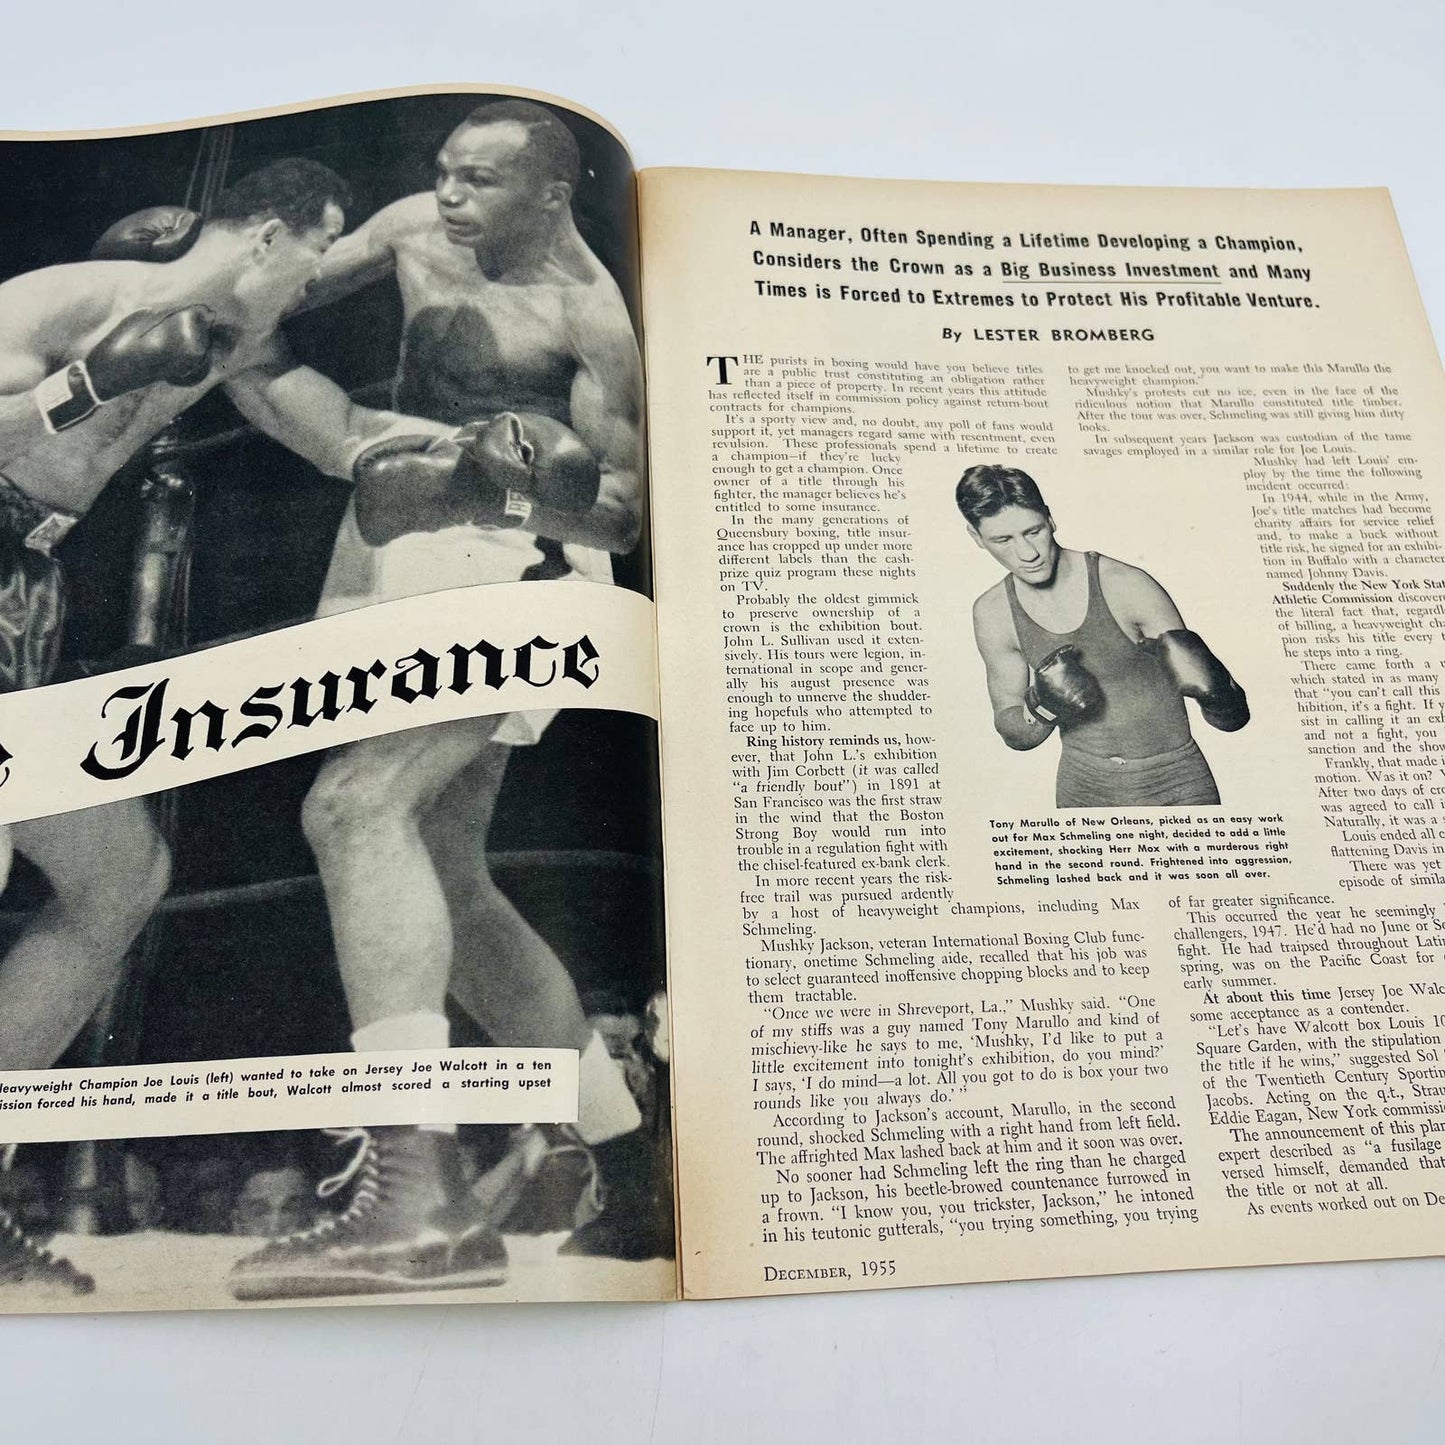 Insurance
Heavyweight Champion Joe Louis (left) wanted to take on Jersey Joe Walcott in a ten
forced his hand, made it a title bout, Walcott almost scored a starting upset
A Manager, Often Spending a Lifetime Developing a Champion,
Considers the Crown as a Big Business Investment and Many
Times is Forced to Extremes to Protect His Profitable Venture.
By LESTER BROMBERG
THE purists in boxing would have you believe titles
are a public trust constituting an obligation rather
than a piece of property. In recent years this attitude
has reflected itself in commission policy against return-bout
contracts for champions.
It's a sporty view and, no doubt, any poll of fans would
support it, yet managers regard same with resentment, even
revulsion. These professionals spend a lifetime to create
a champion—if they're lucky
enough to get a champion. Once
owner of a title through his
fighter, the manager believes he's
entitled to some insurance.
In the many generations of
Queensbury boxing, title insur-
ance has cropped up under more
different labels than the cash-
prize quiz program these nights
on TV.
Probably the oldest gimmick
to preserve ownership of a
crown is the exhibition bout.
John L. Sullivan used it exten-
sively. His tours were legion, in-
ternational in scope and gener-
ally his august presence was
enough to unnerve the shudder-
ing hopefuls who attempted to
face up to him.
Ring history reminds us, how-
ever, that John L.'s exhibition
with Jim Corbett (it was called
"a friendly bout") in 1891 at
San Francisco was the first straw
in the wind that the Boston
Strong Boy would run into
trouble in a regulation fight with
the chisel-featured ex-bank clerk.
In more recent years the risk-
free trail was pursued ardently
by a host of heavyweight champions, including Max
Schmeling.
Mushky Jackson, veteran International Boxing Club func-
tionary, onetime Schmeling aide, recalled that his job was
to select guaranteed inoffensive chopping blocks and to keep
them tractable.
"Once we were in Shreveport, La.," Mushky said. "One
of my stiffs was a guy named Tony Marullo and kind of
mischievy-like he says to me, 'Mushky, I'd like to put a
little excitement into tonight's exhibition, do you mind?'
I says, 'I do mind—a lot. All you got to do is box your two
rounds like you always do.'"
According to Jackson's account, Marullo, in the second
round, shocked Schmeling with a right hand from left field.
The affrighted Max lashed back at him and it soon was over.
No sooner had Schmeling left the ring than he charged
up to Jackson, his beetle-browed countenance furrowed in
a frown. "I know you, you trickster, Jackson," he intoned
in his teutonic gutterals, "you trying something, you trying
to get me knocked out, you want to make this Marullo the
heavyweight champion."
Mushky's protests cut no ice, even in the face of the
ridiculous notion that Marullo constituted title timber.
After the tour was over, Schmeling was still giving him dirty
looks.
In subsequent years Jackson was custodian of the tame
savages employed in a similar role for Joe Louis.
Mushky had left Louis' em-
ploy by the time the following
incident occurred:
In 1944, while in the Army,
Joe's title matches had become
charity affairs for service relief
and, to make a buck without
title risk, he signed for an exhibi-
tion in Buffalo with a character
named Johnny Davis.
Suddenly the New York Stat
Athletic Commission discover
the literal fact that, regardl
of billing, a heavyweight cha
pion risks his title every t
he steps into a ring.
There came forth a
which stated in as many
that "you can't call this
hibition, it's a fight. If y
sist in calling it an exh
and not a fight, you
sanction and the show
Frankly, that made i
motion. Was it on?
After two days of
was agreed to call i
Naturally, it was a
Louis ended all
flattening Davis in
There was yet
episode of simila
of far greater significance.
This occurred the year he seemingly
challengers, 1947. He'd had no June or Se
fight. He had traipsed throughout Latin
spring, was on the Pacific Coast for
early summer.
At about this time Jersey Joe Walc
some acceptance as a contender.
"Let's have Walcott box Louis 10
Square Garden, with the stipulation
the title if he wins," suggested Sol
of the Twentieth Century Sportin
Jacobs. Acting on the q.t., Strau
Eddie Eagan, New York commissi
The announcement of this plan
expert described as "a fusilage
versed himself, demanded that
the title or not at all.
As events worked out on De
Tony Marullo of New Orleans, picked as an easy work
out for Max Schmeling one night, decided to add a little
excitement, shocking Herr Mox with a murderous right
hand in the second round. Frightened into aggression,
Schmeling lashed back and it was soon all over.
DECEMBER, 1955